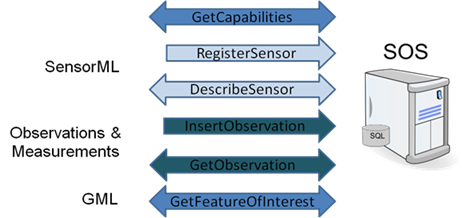 GetCapabilities
SensorML
RegisterSensor
DescribeSensor
Observations &
Measurements
InsertObservation
GetObservation
GML
GetFeatureOfInterest
SOS
SQL